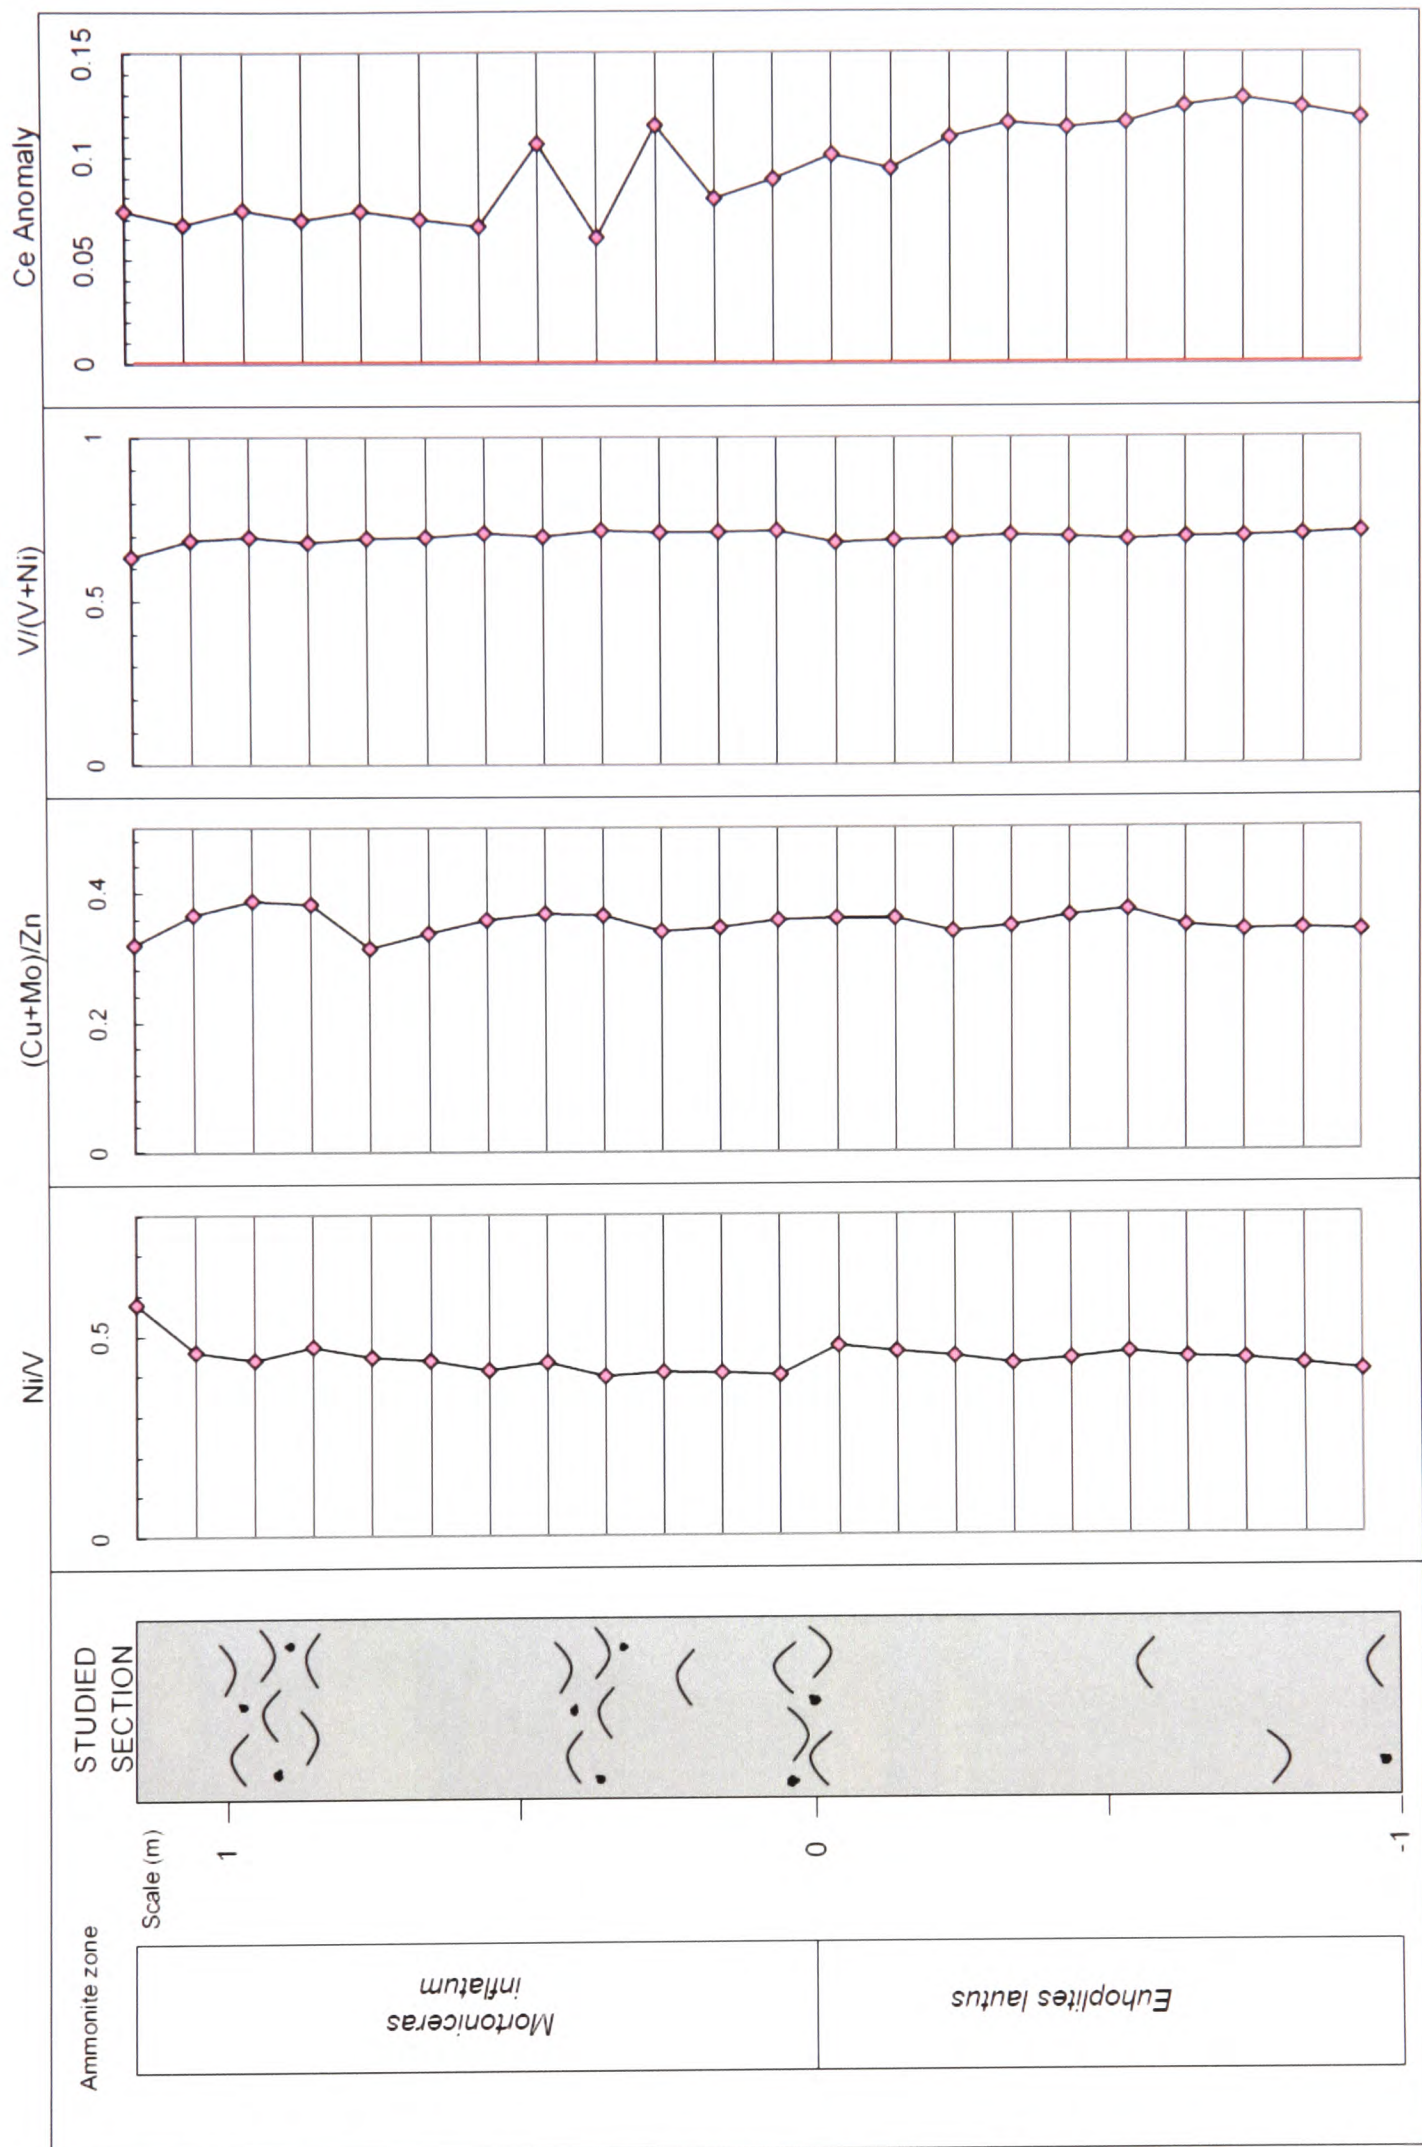 Ammonite zone
Scale (m)
STUDIED
SECTION
Ni/V
(Cu+Mo)/Zn
V/(V+Ni)
Ce Anomaly
0
0.5
0
0.2
0.4
0
0.5
1
0
0.05
0.1
0.15
1
0
-1
Mortoniceras
inflatum
Euhoplites lautus